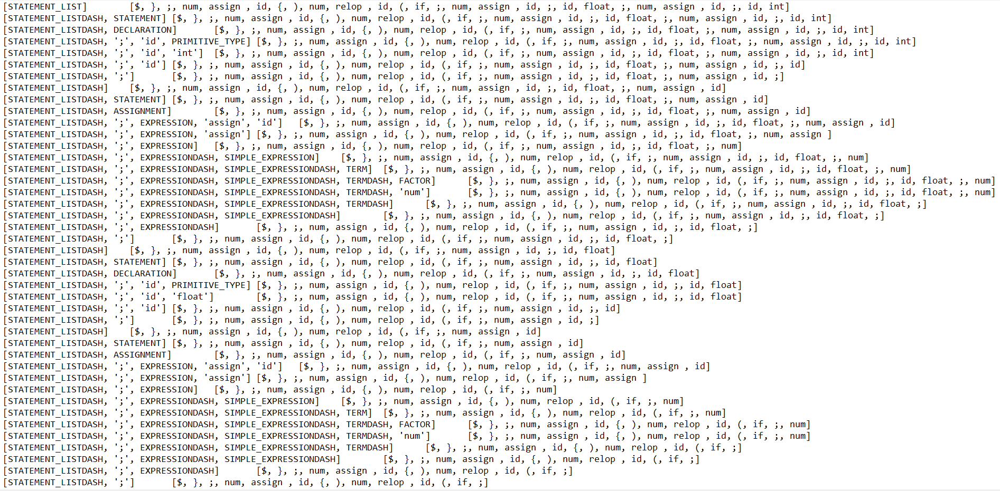 [STATEMENT_LIST] [$, }, ;, num, assign , id, {, ), num, relop , id, (, if, ;, num, assign , id, ;, id, float, ;, num, assign , id, ;, id, int]
[STATEMENT_LISTDASH, STATEMENT] [$, }, ;, num, assign , id, {, ), num, relop , id, (, if, ;, num, assign , id, ;, id, float, ;, num, assign , id, ;, id, int]
[STATEMENT_LISTDASH, DECLARATION] [$, }, ;, num, assign , id, {, ), num, relop , id, (, if, ;, num, assign , id, ;, id, float, ;, num, assign , id, ;, id, int]
[STATEMENT_LISTDASH, ';', 'id', PRIMITIVE_TYPE] [$, }, ;, num, assign , id, {, ), num, relop , id, (, if, ;, num, assign , id, ;, id, float, ;, num, assign , id, ;, id, int]
[STATEMENT_LISTDASH, ';', 'id', 'int'] [$, }, ;, num, assign , id, {, ), num, relop , id, (, if, ;, num, assign , id, ;, id, float, ;, num, assign , id, ;, id, int]
[STATEMENT_LISTDASH, ';', 'id'] [$, }, ;, num, assign , id, {, ), num, relop , id, (, if, ;, num, assign , id, ;, id, float, ;, num, assign , id, ;, id]
[STATEMENT_LISTDASH, ';'] [$, }, ;, num, assign , id, {, ), num, relop , id, (, if, ;, num, assign , id, ;, id, float, ;, num, assign , id, ;]
[STATEMENT_LISTDASH] [$, }, ;, num, assign , id, {, ), num, relop , id, (, if, ;, num, assign , id, ;, id, float, ;, num, assign , id]
[STATEMENT_LISTDASH, STATEMENT] [$, }, ;, num, assign , id, {, ), num, relop , id, (, if, ;, num, assign , id, ;, id, float, ;, num, assign , id]
[STATEMENT_LISTDASH, ASSIGNMENT] [$, }, ;, num, assign , id, {, ), num, relop , id, (, if, ;, num, assign , id, ;, id, float, ;, num, assign , id]
[STATEMENT_LISTDASH, ';', EXPRESSION, 'assign', 'id'] [$, }, ;, num, assign , id, {, ), num, relop , id, (, if, ;, num, assign , id, ;, id, float, ;, num, assign , id]
[STATEMENT_LISTDASH, ';', EXPRESSION, 'assign'] [$, }, ;, num, assign , id, {, ), num, relop , id, (, if, ;, num, assign , id, ;, id, float, ;, num, assign ]
[STATEMENT_LISTDASH, ';', EXPRESSION] [$, }, ;, num, assign , id, {, ), num, relop , id, (, if, ;, num, assign , id, ;, id, float, ;, num]
[STATEMENT_LISTDASH, ';', EXPRESSIONDASH, SIMPLE_EXPRESSION] [$, }, ;, num, assign , id, {, ), num, relop , id, (, if, ;, num, assign , id, ;, id, float, ;, num]
[STATEMENT_LISTDASH, ';', EXPRESSIONDASH, SIMPLE_EXPRESSIONDASH, TERM] [$, }, ;, num, assign , id, {, ), num, relop , id, (, if, ;, num, assign , id, ;, id, float, ;, num]
[STATEMENT_LISTDASH, ';', EXPRESSIONDASH, SIMPLE_EXPRESSIONDASH, TERMDASH, FACTOR] [$, }, ;, num, assign , id, {, ), num, relop , id, (, if, ;, num, assign , id, ;, id, float, ;, num]
[STATEMENT_LISTDASH, ';', EXPRESSIONDASH, SIMPLE_EXPRESSIONDASH, TERMDASH, 'num'] [$, }, ;, num, assign , id, {, ), num, relop , id, (, if, ;, num, assign , id, ;, id, float, ;, num]
[STATEMENT_LISTDASH, ';', EXPRESSIONDASH, SIMPLE_EXPRESSIONDASH, TERMDASH] [$, }, ;, num, assign , id, {, ), num, relop , id, (, if, ;, num, assign , id, ;, id, float, ;]
[STATEMENT_LISTDASH, ';', EXPRESSIONDASH, SIMPLE_EXPRESSIONDASH] [$, }, ;, num, assign , id, {, ), num, relop , id, (, if, ;, num, assign , id, ;, id, float, ;]
[STATEMENT_LISTDASH, ';', EXPRESSIONDASH] [$, }, ;, num, assign , id, {, ), num, relop , id, (, if, ;, num, assign , id, ;, id, float, ;]
[STATEMENT_LISTDASH, ';'] [$, }, ;, num, assign , id, {, ), num, relop , id, (, if, ;, num, assign , id, ;, id, float, ;]
[STATEMENT_LISTDASH] [$, }, ;, num, assign , id, {, ), num, relop , id, (, if, ;, num, assign , id, ;, id, float]
[STATEMENT_LISTDASH, STATEMENT] [$, }, ;, num, assign , id, {, ), num, relop , id, (, if, ;, num, assign , id, ;, id, float]
[STATEMENT_LISTDASH, DECLARATION] [$, }, ;, num, assign , id, {, ), num, relop , id, (, if, ;, num, assign , id, ;, id, float]
[STATEMENT_LISTDASH, ';', 'id', PRIMITIVE_TYPE] [$, }, ;, num, assign , id, {, ), num, relop , id, (, if, ;, num, assign , id, ;, id, float]
[STATEMENT_LISTDASH, ';', 'id', 'float'] [$, }, ;, num, assign , id, {, ), num, relop , id, (, if, ;, num, assign , id, ;, id, float]
[STATEMENT_LISTDASH, ';', 'id'] [$, }, ;, num, assign , id, {, ), num, relop , id, (, if, ;, num, assign , id, ;, id]
[STATEMENT_LISTDASH, ';'] [$, }, ;, num, assign , id, {, ), num, relop , id, (, if, ;, num, assign , id, ;]
[STATEMENT_LISTDASH] [$, }, ;, num, assign , id, {, ), num, relop , id, (, if, ;, num, assign , id]
[STATEMENT_LISTDASH, STATEMENT] [$, }, ;, num, assign , id, {, ), num, relop , id, (, if, ;, num, assign , id]
[STATEMENT_LISTDASH, ASSIGNMENT] [$, }, ;, num, assign , id, {, ), num, relop , id, (, if, ;, num, assign , id]
[STATEMENT_LISTDASH, ';', EXPRESSION, 'assign', 'id'] [$, }, ;, num, assign , id, {, ), num, relop , id, (, if, ;, num, assign , id]
[STATEMENT_LISTDASH, ';', EXPRESSION, 'assign'] [$, }, ;, num, assign , id, {, ), num, relop , id, (, if, ;, num, assign ]
[STATEMENT_LISTDASH, ';', EXPRESSION] [$, }, ;, num, assign , id, {, ), num, relop , id, (, if, ;, num]
[STATEMENT_LISTDASH, ';', EXPRESSIONDASH, SIMPLE_EXPRESSION] [$, }, ;, num, assign , id, {, ), num, relop , id, (, if, ;, num]
[STATEMENT_LISTDASH, ';', EXPRESSIONDASH, SIMPLE_EXPRESSIONDASH, TERM] [$, }, ;, num, assign , id, {, ), num, relop , id, (, if, ;, num]
[STATEMENT_LISTDASH, ';', EXPRESSIONDASH, SIMPLE_EXPRESSIONDASH, TERMDASH, FACTOR] [$, }, ;, num, assign , id, {, ), num, relop , id, (, if, ;, num]
[STATEMENT_LISTDASH, ';', EXPRESSIONDASH, SIMPLE_EXPRESSIONDASH, TERMDASH, 'num'] [$, }, ;, num, assign , id, {, ), num, relop , id, (, if, ;, num]
[STATEMENT_LISTDASH, ';', EXPRESSIONDASH, SIMPLE_EXPRESSIONDASH, TERMDASH] [$, }, ;, num, assign , id, {, ), num, relop , id, (, if, ;]
[STATEMENT_LISTDASH, ';', EXPRESSIONDASH, SIMPLE_EXPRESSIONDASH] [$, }, ;, num, assign , id, {, ), num, relop , id, (, if, ;]
[STATEMENT_LISTDASH, ';', EXPRESSIONDASH] [$, }, ;, num, assign , id, {, ), num, relop , id, (, if, ;]
[STATEMENT_LISTDASH, ';'] [$, }, ;, num, assign , id, {, ), num, relop , id, (, if, ;]